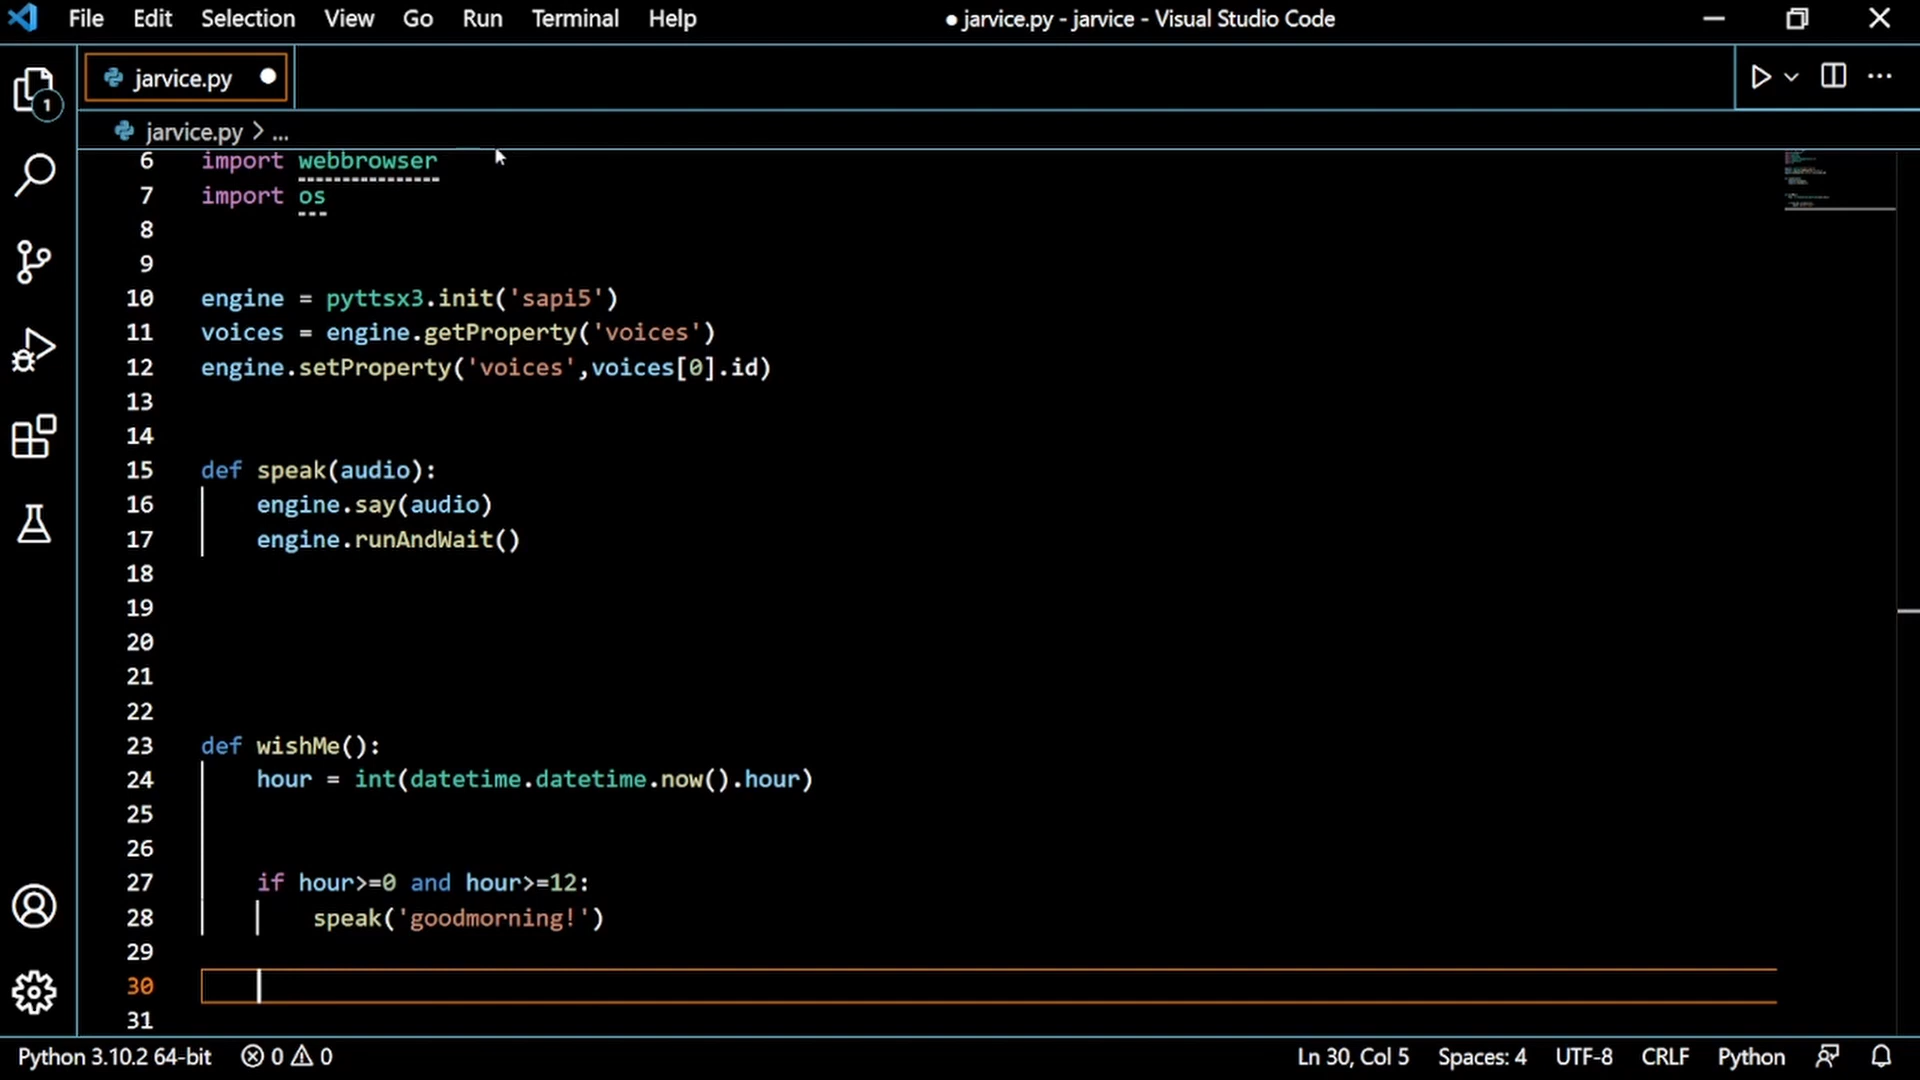 File Edit Selection View Go Run Terminal Help ● jarvice.py - jarvice - Visual Studio Code
jarvice.py
1
jarvice.py > ...
6 import webbrowser
7 import os
8
9
10 engine = pyttsx3.init('sapi5')
11 voices = engine.getProperty('voices')
12 engine.setProperty('voices',voices[0].id)
13
14
15 def speak(audio):
16 engine.say(audio)
17 engine.runAndWait()
18
19
20
21
22
23 def wishMe():
24 hour = int(datetime.datetime.now().hour)
25
26
27 if hour>=0 and hour>=12:
28 speak('goodmorning!')
29
30
31
Python 3.10.2 64-bit 0 0 Ln 30, Col 5 Spaces: 4 UTF-8 CRLF Python